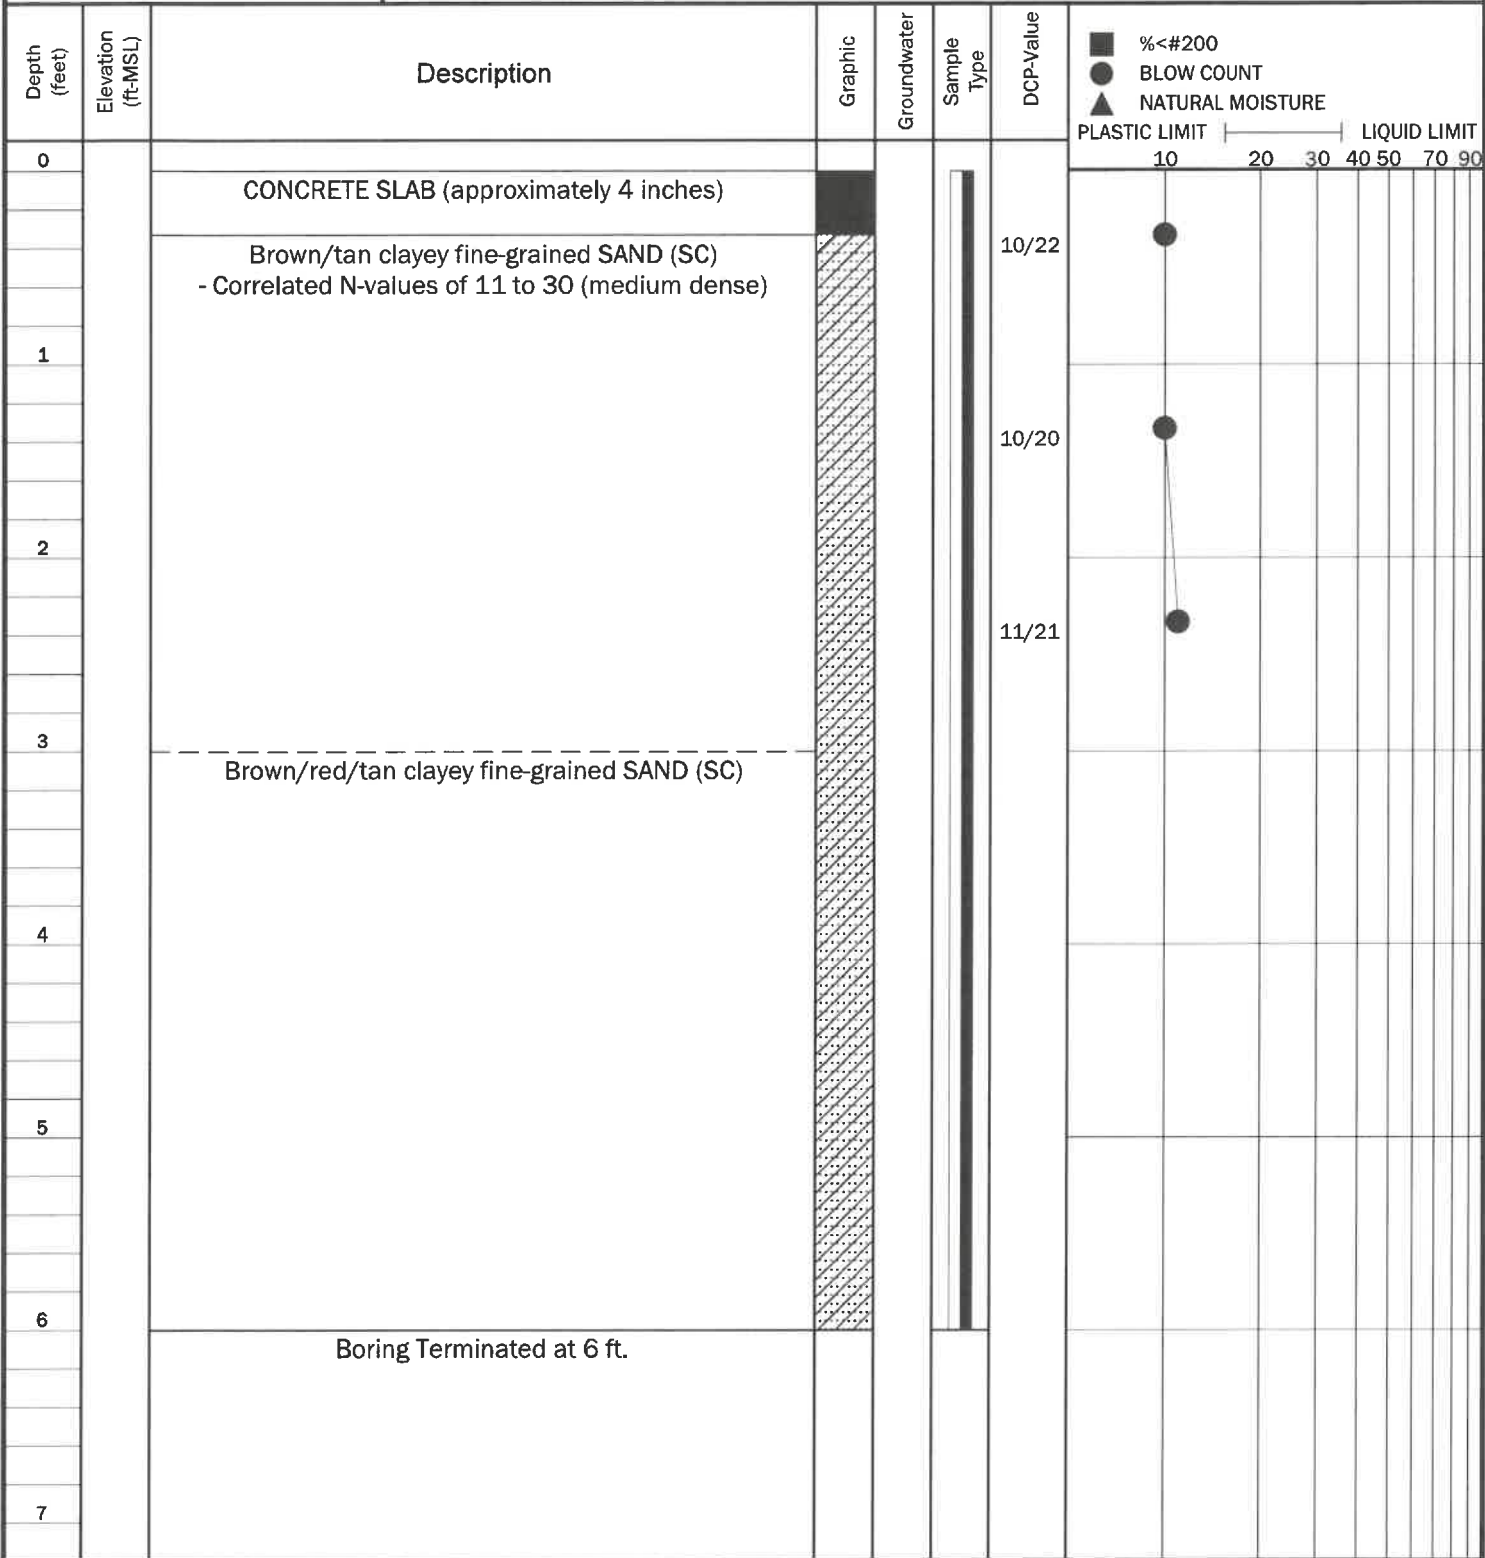 Depth
(feet)
Elevation
(ft-MSL)
Description
Graphic
Groundwater
Sample
Type
DCP-Value
%<#200
BLOW COUNT
NATURAL MOISTURE
PLASTIC LIMIT LIQUID LIMIT
10 20 30 40 50 70 90
0
CONCRETE SLAB (approximately 4 inches)
Brown/tan clayey fine-grained SAND (SC)
- Correlated N-values of 11 to 30 (medium dense)
10/22
1
10/20
2
11/21
3
Brown/red/tan clayey fine-grained SAND (SC)
4
5
6
Boring Terminated at 6 ft.
7